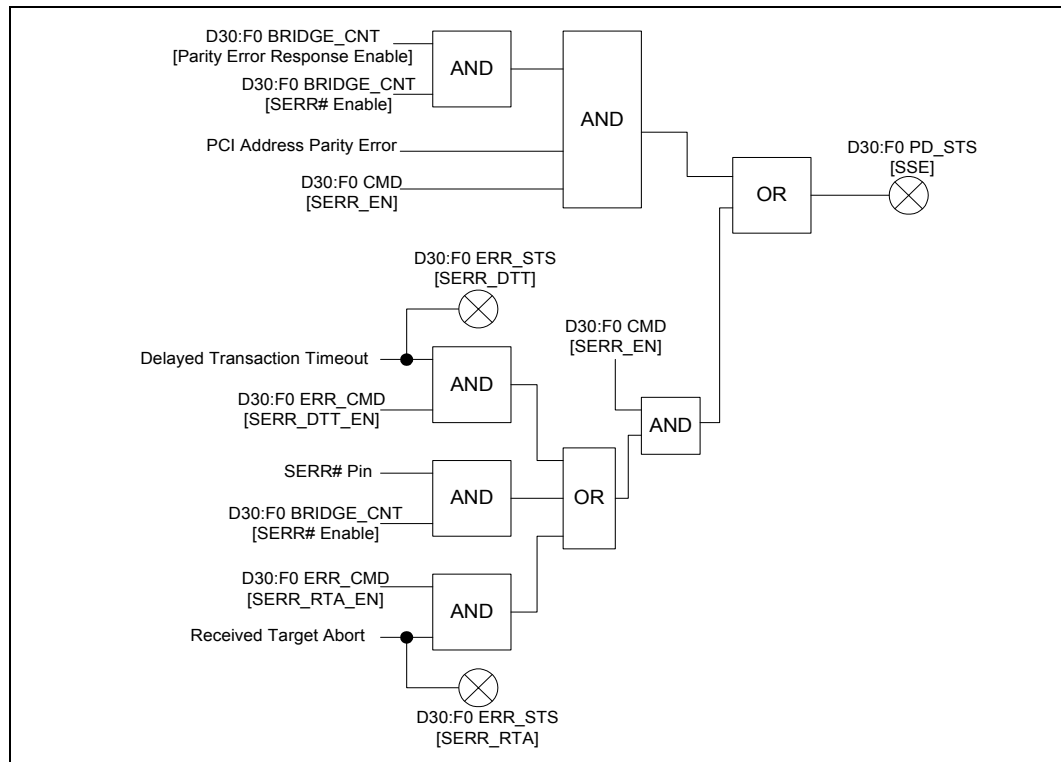 D30:F0 BRIDGE_CNT
[Parity Error Response Enable]
AND
D30:F0 BRIDGE_CNT
[SERR# Enable]
AND
PCI Address Parity Error
D30:F0 CMD
[SERR_EN]
OR
D30:F0 PD_STS
[SSE]
D30:F0 ERR_STS
[SERR_DTT]
D30:F0 CMD
[SERR_EN]
Delayed Transaction Timeout
AND
D30:F0 ERR_CMD
[SERR_DTT_EN]
AND
SERR# Pin
AND
OR
D30:F0 BRIDGE_CNT
[SERR# Enable]
D30:F0 ERR_CMD
[SERR_RTA_EN]
AND
Received Target Abort
D30:F0 ERR_STS
[SERR_RTA]